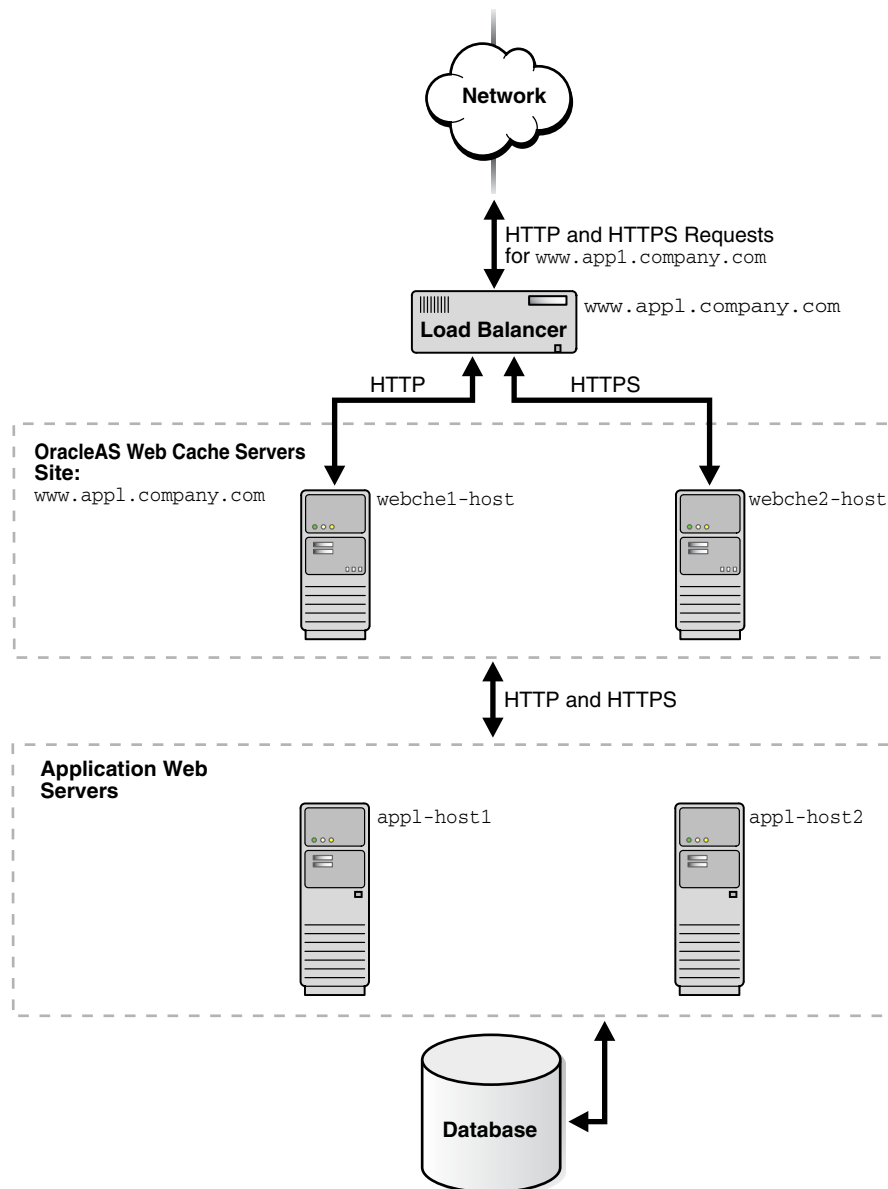 Network
HTTP and HTTPS Requests
for www.app1.company.com
www.app1.company.com
Load Balancer
HTTP
HTTPS
OracleAS Web Cache Servers
Site:
www.app1.company.com
webche1-host
webche2-host
HTTP and HTTPS
Application Web
Servers
app1-host1
app1-host2
Database